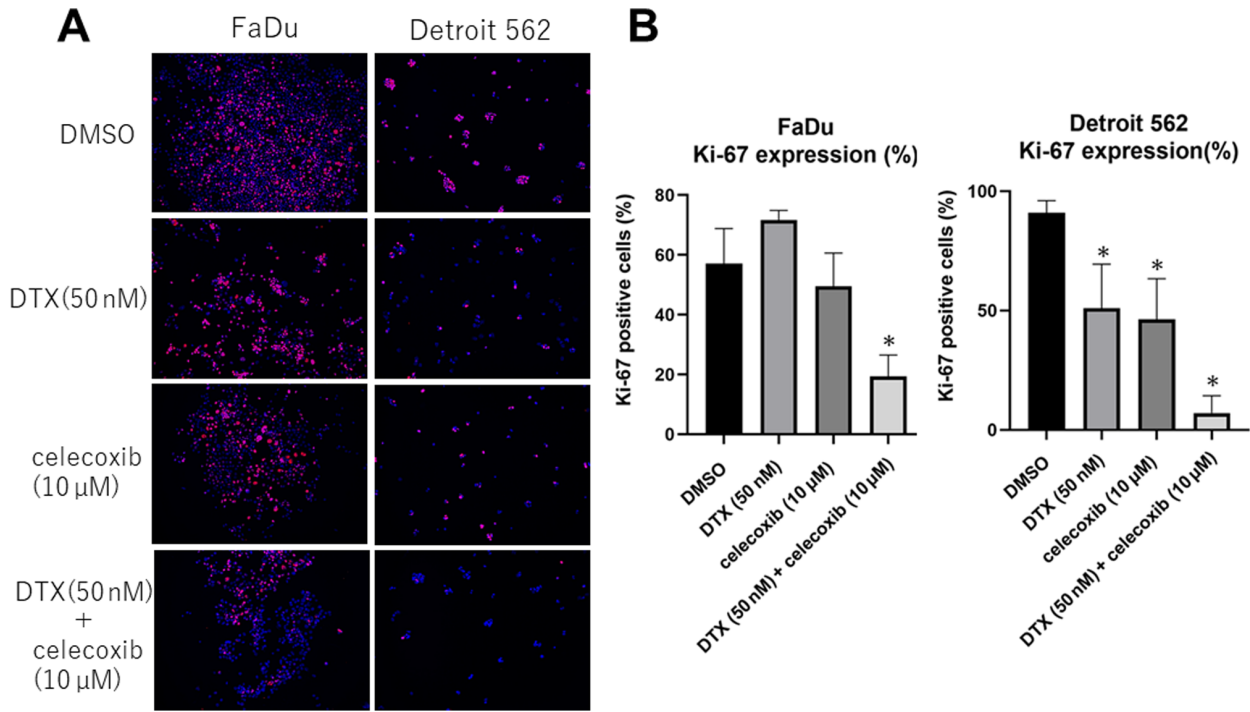 A
FaDu
Detroit 562
DMSO
DTX(50 nM)
celecoxib
(10 μM)
DTX(50 nM)
+
celecoxib
(10 μM)
B
FaDu
Ki-67 expression (%)
Ki-67 positive cells (%)
80
60
40
20
0
*
DMSO
DTX (50 nM)
celecoxib (10 μM)
DTX (50 nM) + celecoxib (10 μM)
Detroit 562
Ki-67 expression(%)
Ki-67 positive cells (%)
100
50
0
*
*
*
DMSO
DTX (50 nM)
celecoxib (10 μM)
DTX (50 nM) + celecoxib (10 μM)